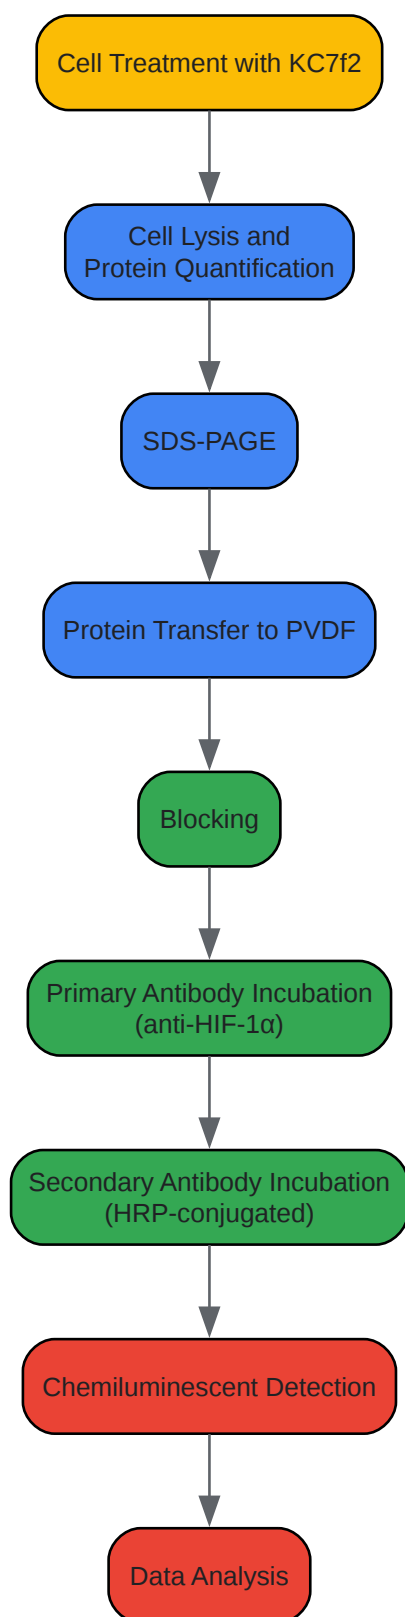 Cell Treatment with KC7f2
Cell Lysis and
Protein Quantification
SDS-PAGE
Protein Transfer to PVDF
Blocking
Primary Antibody Incubation
(anti-HIF-1α)
Secondary Antibody Incubation
(HRP-conjugated)
Chemiluminescent Detection
Data Analysis